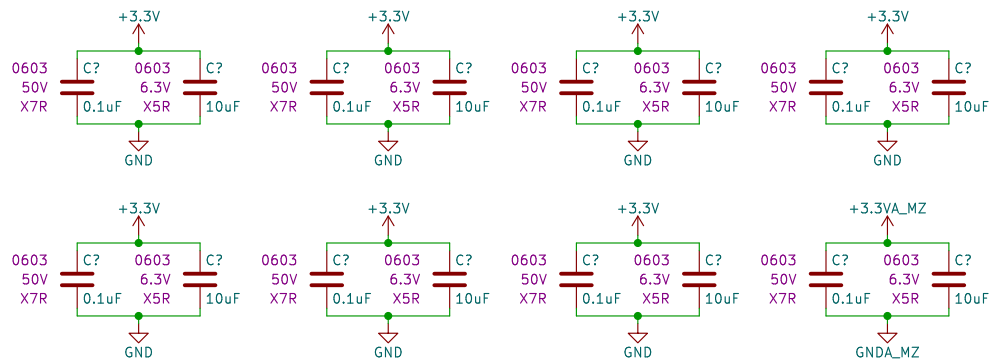 +3.3V +3.3V +3.3V +3.3V
0603 C? 0603 C? 0603 C? 0603 C? 0603 C? 0603 C? 0603 C? 0603 C?
50V 6.3V 50V 6.3V 50V 6.3V 50V 6.3V
X7R 0.1uF X5R 10uF X7R 0.1uF X5R 10uF X7R 0.1uF X5R 10uF X7R 0.1uF X5R 10uF
GND GND GND GND
+3.3V +3.3V +3.3V +3.3VA_MZ
0603 C? 0603 C? 0603 C? 0603 C? 0603 C? 0603 C? 0603 C? 0603 C?
50V 6.3V 50V 6.3V 50V 6.3V 50V 6.3V
X7R 0.1uF X5R 10uF X7R 0.1uF X5R 10uF X7R 0.1uF X5R 10uF X7R 0.1uF X5R 10uF
GND GND GND GNDA_MZ